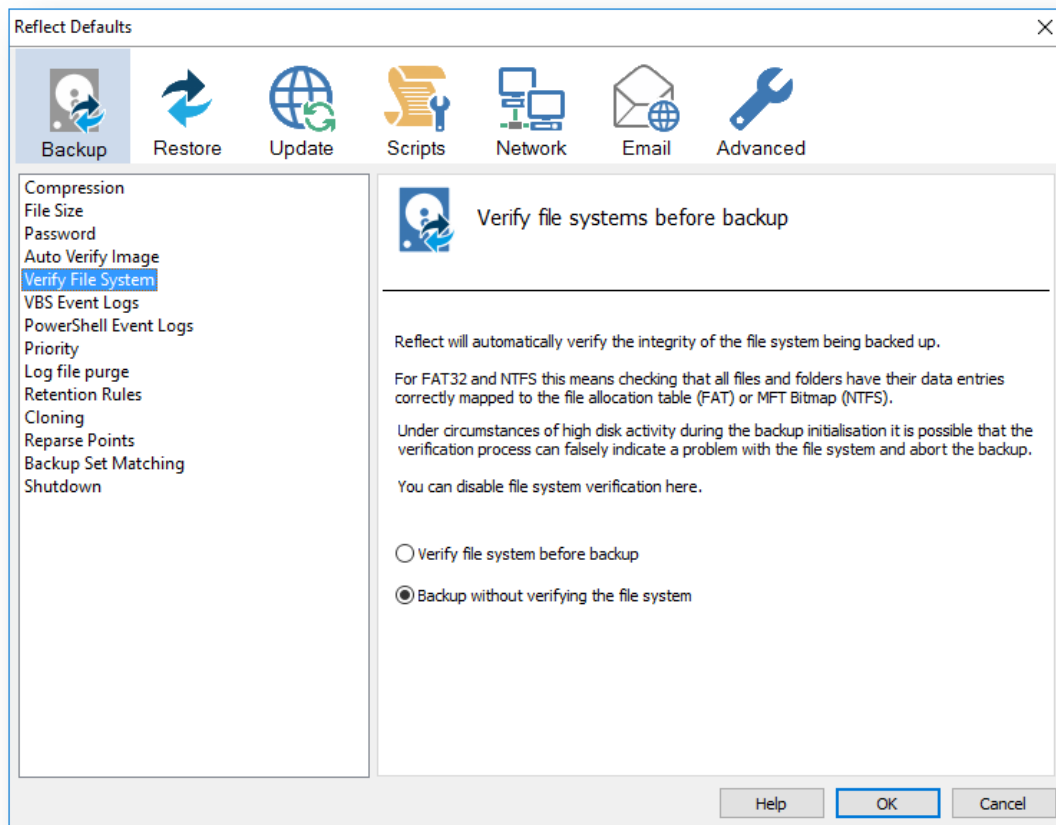 Reflect Defaults
Backup
Restore
Update
Scripts
Network
Email
Advanced
Compression
File Size
Password
Auto Verify Image
Verify File System
VBS Event Logs
PowerShell Event Logs
Priority
Log file purge
Retention Rules
Cloning
Reparse Points
Backup Set Matching
Shutdown
Verify file systems before backup
Reflect will automatically verify the integrity of the file system being backed up.
For FAT32 and NTFS this means checking that all files and folders have their data entries
correctly mapped to the file allocation table (FAT) or MFT Bitmap (NTFS).
Under circumstances of high disk activity during the backup initialisation it is possible that the
verification process can falsely indicate a problem with the file system and abort the backup.
You can disable file system verification here.
Verify file system before backup
Backup without verifying the file system
Help
OK
Cancel